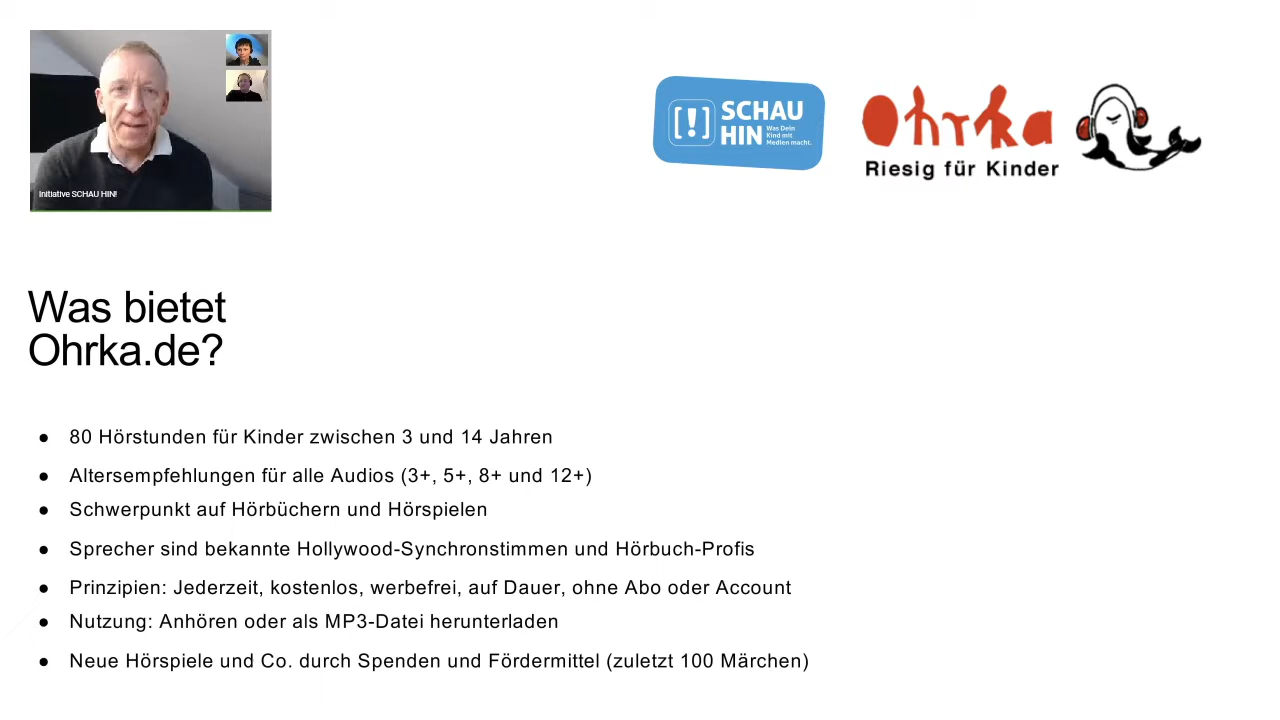 Initiative SCHAU HIN!
[!] SCHAU
HIN Was Dein
Kind mit
Medien macht.
Ohrka
Riesig für Kinder
Was bietet
Ohrka.de?
● 80 Hörstunden für Kinder zwischen 3 und 14 Jahren
● Altersempfehlungen für alle Audios (3+, 5+, 8+ und 12+)
● Schwerpunkt auf Hörbüchern und Hörspielen
● Sprecher sind bekannte Hollywood-Synchronstimmen und Hörbuch-Profis
● Prinzipien: Jederzeit, kostenlos, werbefrei, auf Dauer, ohne Abo oder Account
● Nutzung: Anhören oder als MP3-Datei herunterladen
● Neue Hörspiele und Co. durch Spenden und Fördermittel (zuletzt 100 Märchen)